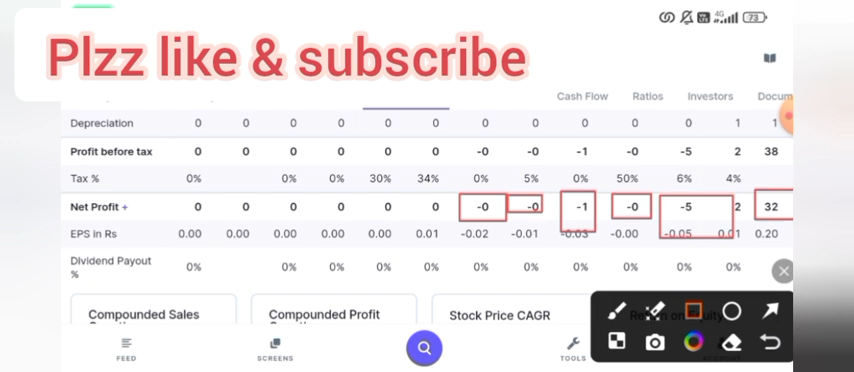 4G 73
Plzz like & subscribe
Cash Flow Ratios Investors Docum
Depreciation 0 0 0 0 0 0 0 0 0 0 0 1 1
Profit before tax 0 0 0 0 0 0 -0 -0 -1 -0 -5 2 38
Tax % 0% 0% 0% 30% 34% 0% 5% 0% 50% 6% 4%
Net Profit + 0 0 0 0 0 0 -0 -0 -1 -0 -5 2 32
EPS in Rs 0.00 0.00 0.00 0.00 0.00 0.01 -0.02 -0.01 -0.03 -0.00 -0.05 0.01 0.20
Dividend Payout
% 0% 0% 0% 0% 0% 0% 0% 0% 0% 0% 0%
Compounded Sales Compounded Profit Stock Price CAGR
FEED SCREENS TOOLS